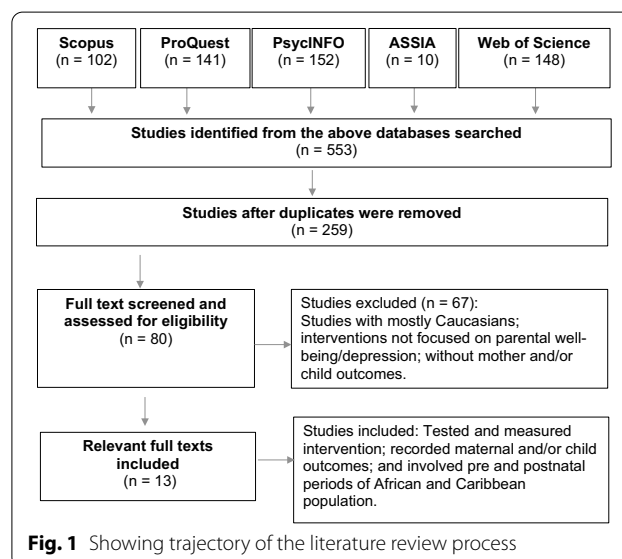 Scopus
(n = 102)
ProQuest
(n = 141)
PsycINFO
(n = 152)
ASSIA
(n = 10)
Web of Science
(n = 148)
Studies identified from the above databases searched
(n = 553)
Studies after duplicates were removed
(n = 259)
Full text screened and
assessed for eligibility
(n = 80)
Studies excluded (n = 67):
Studies with mostly Caucasians;
interventions not focused on parental well-
being/depression; without mother and/or
child outcomes.
Relevant full texts
included
(n = 13)
Studies included: Tested and measured
intervention; recorded maternal and/or child
outcomes; and involved pre and postnatal
periods of African and Caribbean
population.
Fig. 1 Showing trajectory of the literature review process